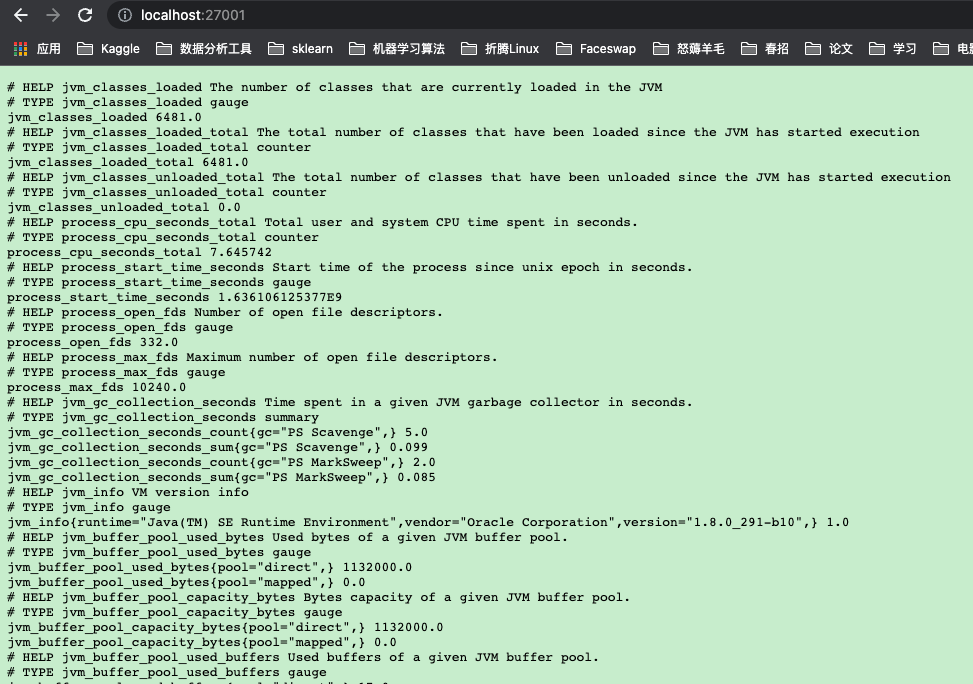 localhost:27001
应用 Kaggle 数据分析工具 sklearn 机器学习算法 折腾Linux Faceswap 怒薅羊毛 春招 论文 学习
# HELP jvm_classes_loaded The number of classes that are currently loaded in the JVM
# TYPE jvm_classes_loaded gauge
jvm_classes_loaded 6481.0
# HELP jvm_classes_loaded_total The total number of classes that have been loaded since the JVM has started execution
# TYPE jvm_classes_loaded_total counter
jvm_classes_loaded_total 6481.0
# HELP jvm_classes_unloaded_total The total number of classes that have been unloaded since the JVM has started execution
# TYPE jvm_classes_unloaded_total counter
jvm_classes_unloaded_total 0.0
# HELP process_cpu_seconds_total Total user and system CPU time spent in seconds.
# TYPE process_cpu_seconds_total counter
process_cpu_seconds_total 7.645742
# HELP process_start_time_seconds Start time of the process since unix epoch in seconds.
# TYPE process_start_time_seconds gauge
process_start_time_seconds 1.636106125377E9
# HELP process_open_fds Number of open file descriptors.
# TYPE process_open_fds gauge
process_open_fds 332.0
# HELP process_max_fds Maximum number of open file descriptors.
# TYPE process_max_fds gauge
process_max_fds 10240.0
# HELP jvm_gc_collection_seconds Time spent in a given JVM garbage collector in seconds.
# TYPE jvm_gc_collection_seconds summary
jvm_gc_collection_seconds_count{gc="PS Scavenge",} 5.0
jvm_gc_collection_seconds_sum{gc="PS Scavenge",} 0.099
jvm_gc_collection_seconds_count{gc="PS MarkSweep",} 2.0
jvm_gc_collection_seconds_sum{gc="PS MarkSweep",} 0.085
# HELP jvm_info VM version info
# TYPE jvm_info gauge
jvm_info{runtime="Java(TM) SE Runtime Environment",vendor="Oracle Corporation",version="1.8.0_291-b10",} 1.0
# HELP jvm_buffer_pool_used_bytes Used bytes of a given JVM buffer pool.
# TYPE jvm_buffer_pool_used_bytes gauge
jvm_buffer_pool_used_bytes{pool="direct",} 1132000.0
jvm_buffer_pool_used_bytes{pool="mapped",} 0.0
# HELP jvm_buffer_pool_capacity_bytes Bytes capacity of a given JVM buffer pool.
# TYPE jvm_buffer_pool_capacity_bytes gauge
jvm_buffer_pool_capacity_bytes{pool="direct",} 1132000.0
jvm_buffer_pool_capacity_bytes{pool="mapped",} 0.0
# HELP jvm_buffer_pool_used_buffers Used buffers of a given JVM buffer pool.
# TYPE jvm_buffer_pool_used_buffers gauge